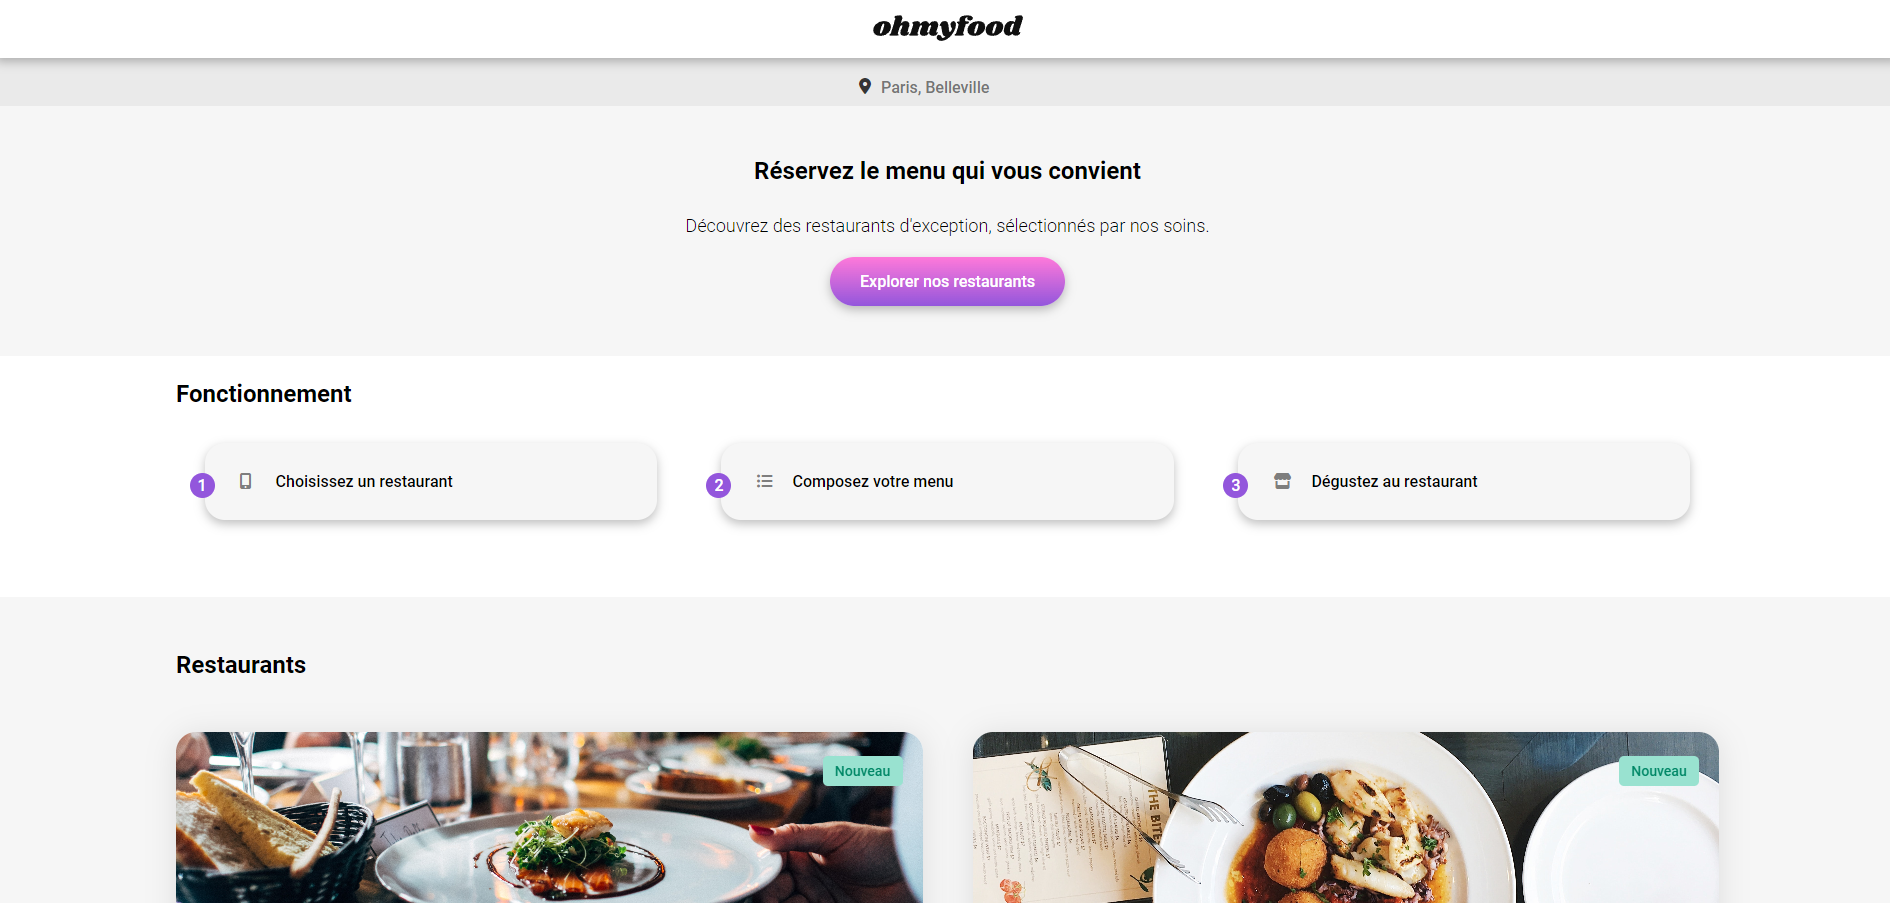 ohmyfood
Paris, Belleville
Réservez le menu qui vous convient
Découvrez des restaurants d'exception, sélectionnés par nos soins.
Explorer nos restaurants
Fonctionnement
1 Choisissez un restaurant
2 Composez votre menu
3 Dégustez au restaurant
Restaurants
Nouveau
Nouveau
THE BITE